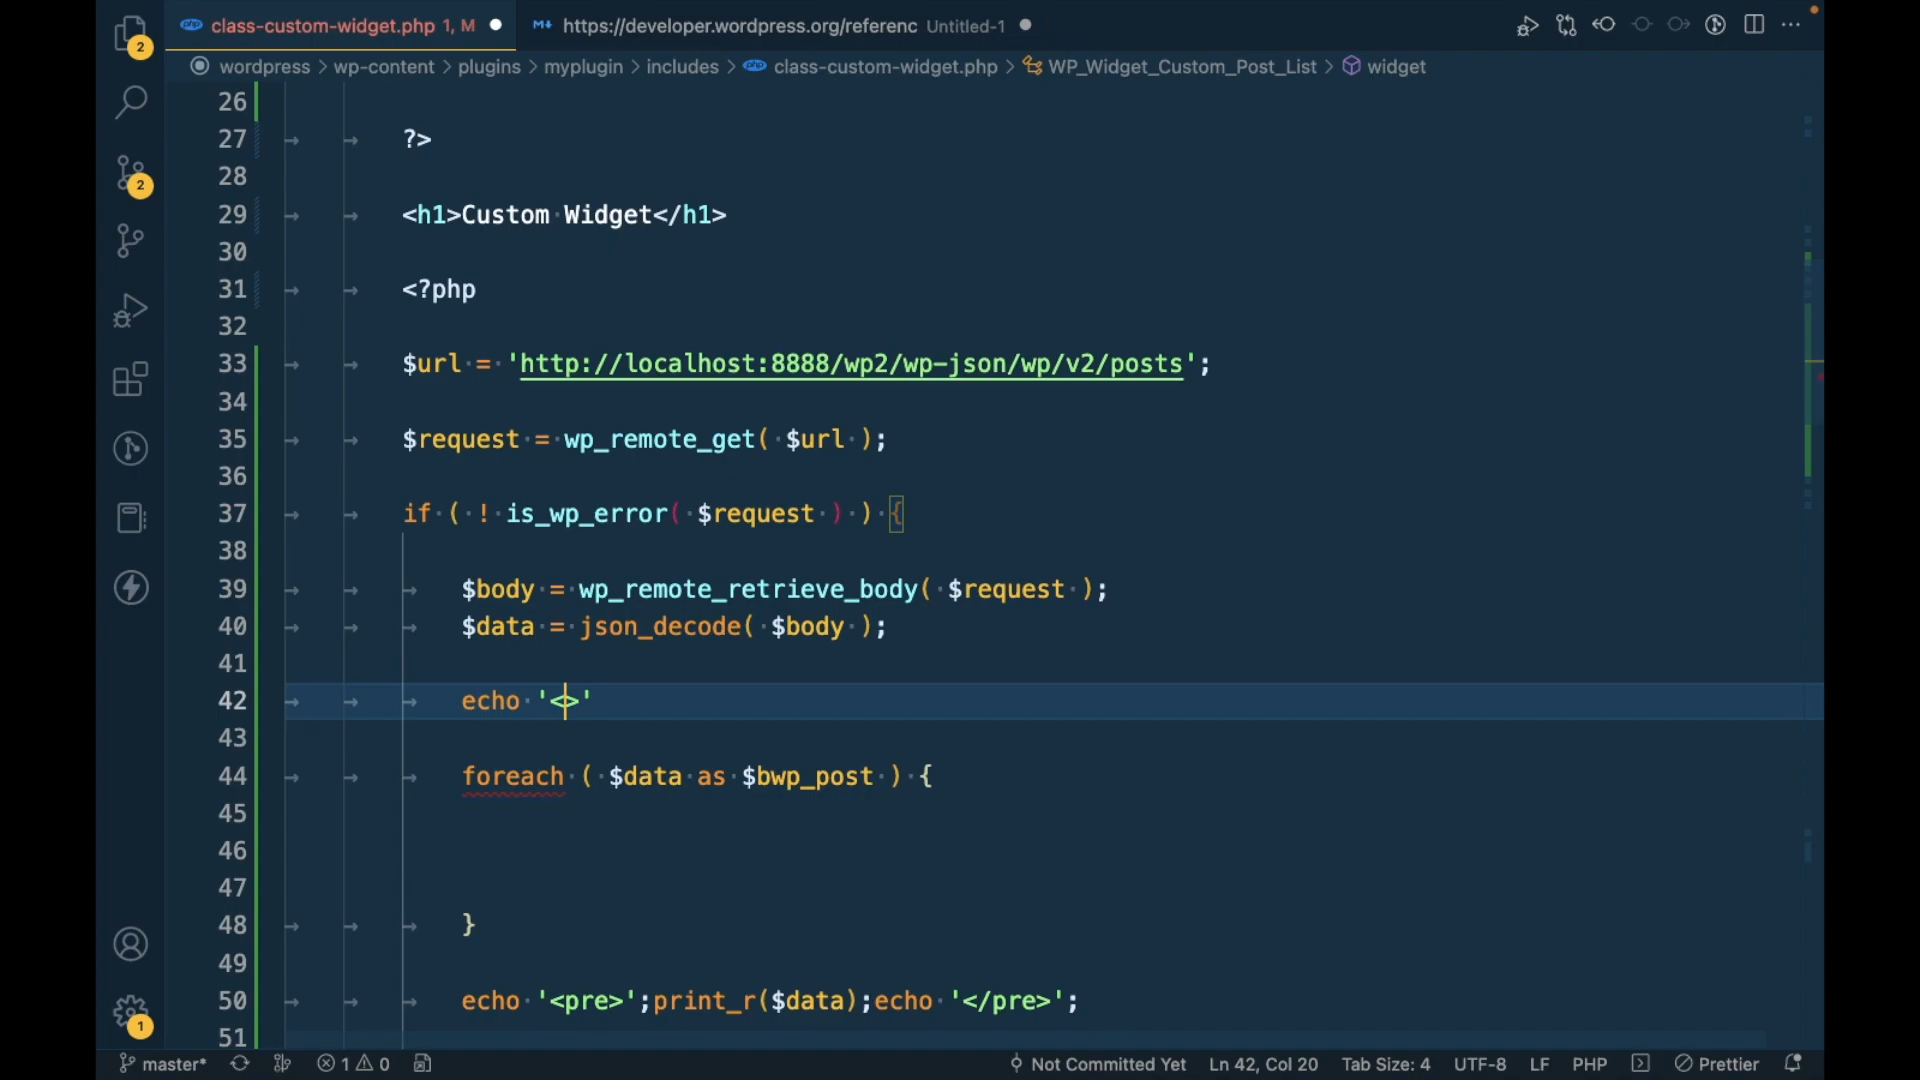 class-custom-widget.php 1, M
https://developer.wordpress.org/referenc Untitled-1
wordpress > wp-content > plugins > myplugin > includes > class-custom-widget.php > WP_Widget_Custom_Post_List > widget
26
27 ?>
28
29 <h1>Custom Widget</h1>
30
31 <?php
32
33 $url = 'http://localhost:8888/wp2/wp-json/wp/v2/posts';
34
35 $request = wp_remote_get( $url );
36
37 if ( ! is_wp_error( $request ) ) {
38
39 $body = wp_remote_retrieve_body( $request );
40 $data = json_decode( $body );
41
42 echo '<>'
43
44 foreach ( $data as $bwp_post ) {
45
46
47
48 }
49
50 echo '<pre>';print_r($data);echo '</pre>';
51
2
2
1
master* 1 0 Not Committed Yet Ln 42, Col 20 Tab Size: 4 UTF-8 LF PHP Prettier